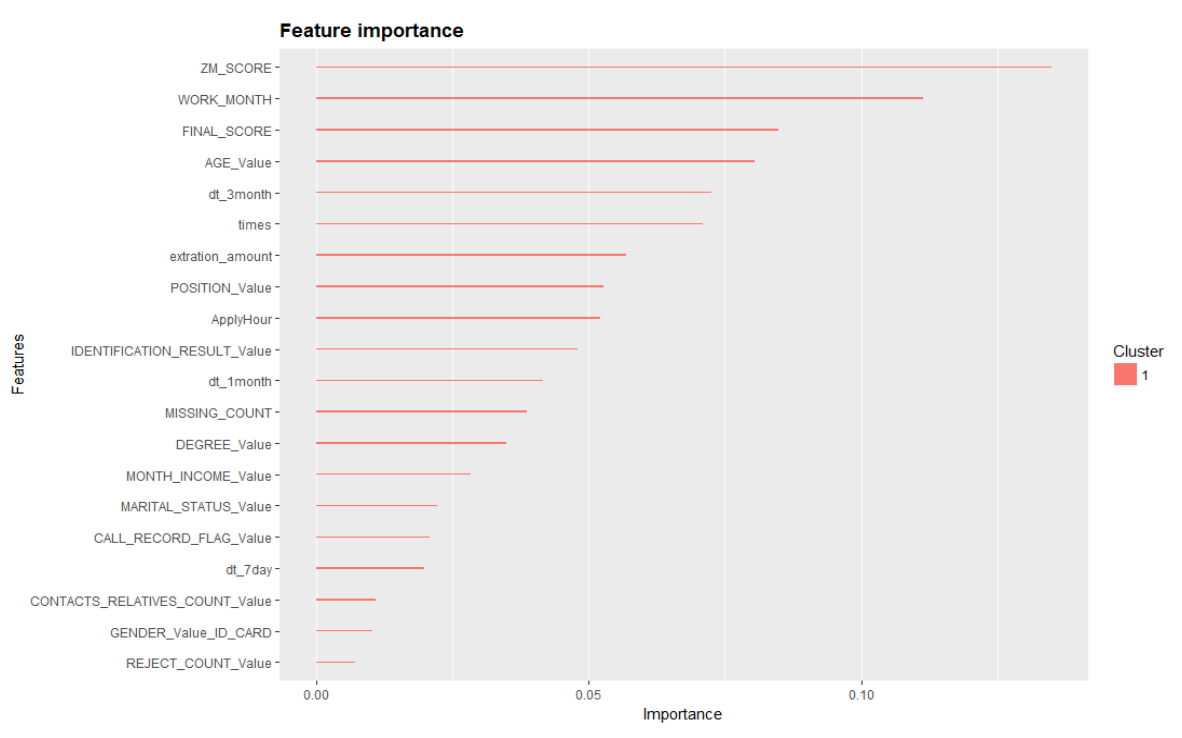 Feature importance
ZM_SCORE
WORK_MONTH
FINAL_SCORE
AGE_Value
dt_3month
times
extration_amount
POSITION_Value
ApplyHour
IDENTIFICATION_RESULT_Value
dt_1month
MISSING_COUNT
DEGREE_Value
MONTH_INCOME_Value
MARITAL_STATUS_Value
CALL_RECORD_FLAG_Value
dt_7day
CONTACTS_RELATIVES_COUNT_Value
GENDER_Value_ID_CARD
REJECT_COUNT_Value
Features
0.00 0.05 0.10
Importance
Cluster
1